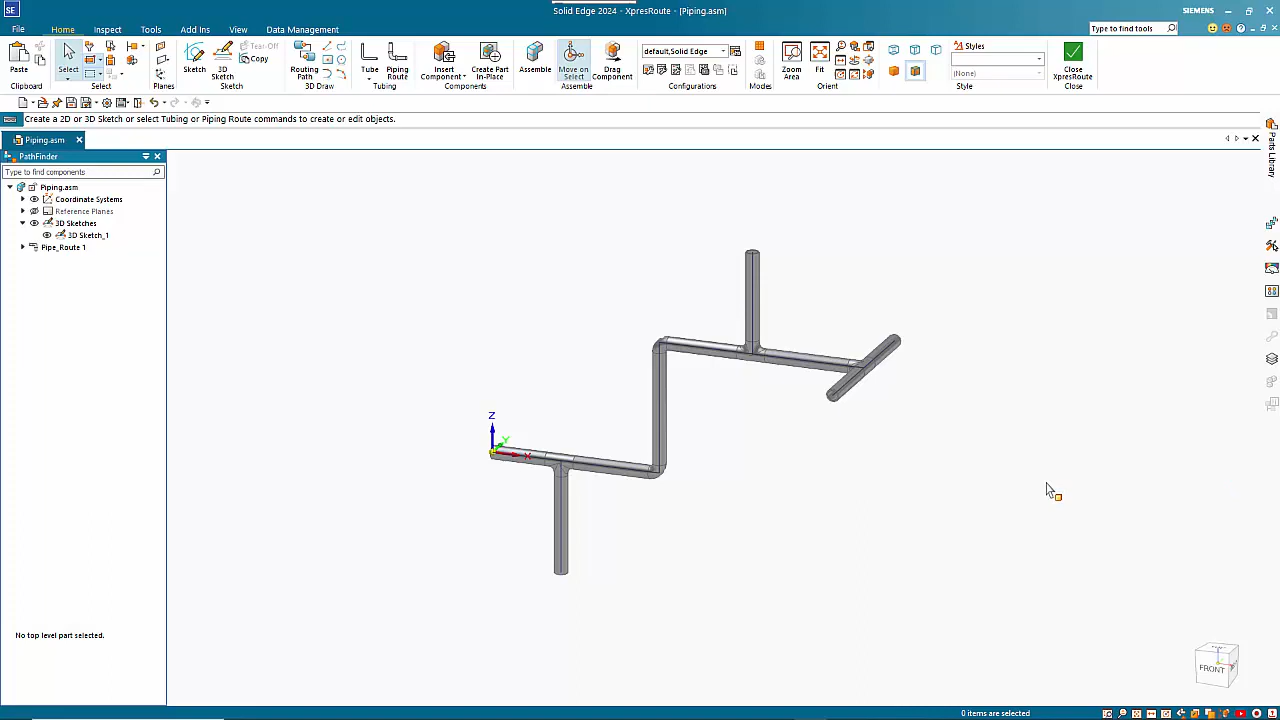 SE
Solid Edge 2024 - XpresRoute - [Piping.asm]
SIEMENS
File
Home
Inspect
Tools
Add Ins
View
Data Management
Type to find tools
Paste
Select
Sketch
3D Sketch
Tear-Off
Copy
Routing Path
Tube
Piping Route
Insert Component
Create Part In-Place
Assemble
Move on Select
Drag Component
default,Solid Edge
Zoom Area
Fit
Styles
(None)
Close XpresRoute
Clipboard
Select
Planes
Sketch
3D Draw
Tubing
Components
Assemble
Configurations
Modes
Orient
Style
Close
Create a 2D or 3D Sketch or select Tubing or Piping Route commands to create or edit objects.
Piping.asm
PathFinder
Type to find components
Piping.asm
Coordinate Systems
Reference Planes
3D Sketches
3D Sketch_1
Pipe_Route 1
Parts Library
Z
Y
X
No top level part selected.
FRONT
0 items are selected